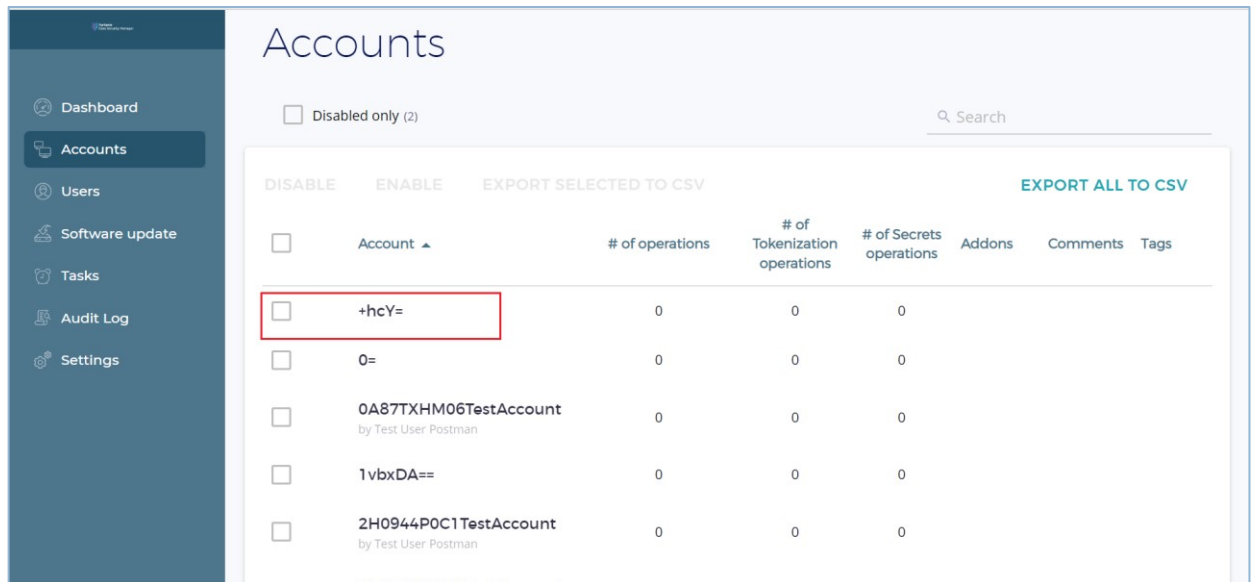 Accounts
Dashboard
Accounts
Users
Software update
Tasks
Audit Log
Settings
Disabled only (2)
Search
DISABLE ENABLE EXPORT SELECTED TO CSV EXPORT ALL TO CSV
Account # of operations # of Tokenization operations # of Secrets operations Addons Comments Tags
+hcY= 0 0 0
0= 0 0 0
0A87TXHM06TestAccount 0 0 0
by Test User Postman
1vbxDA== 0 0 0
2H0944P0C1TestAccount 0 0 0
by Test User Postman